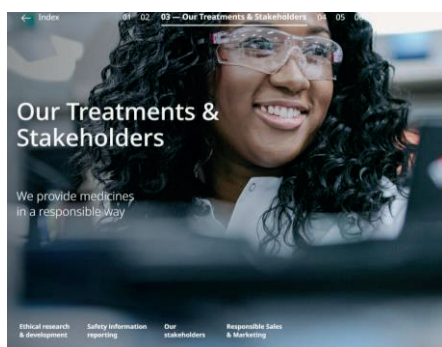 ← Index 01 02 03 — Our Treatments & Stakeholders 04 05
Our Treatments &
Stakeholders
We provide medicines
in a responsible way
Ethical research
& development
Safety information
reporting
Our
stakeholders
Responsible Sales
& Marketing